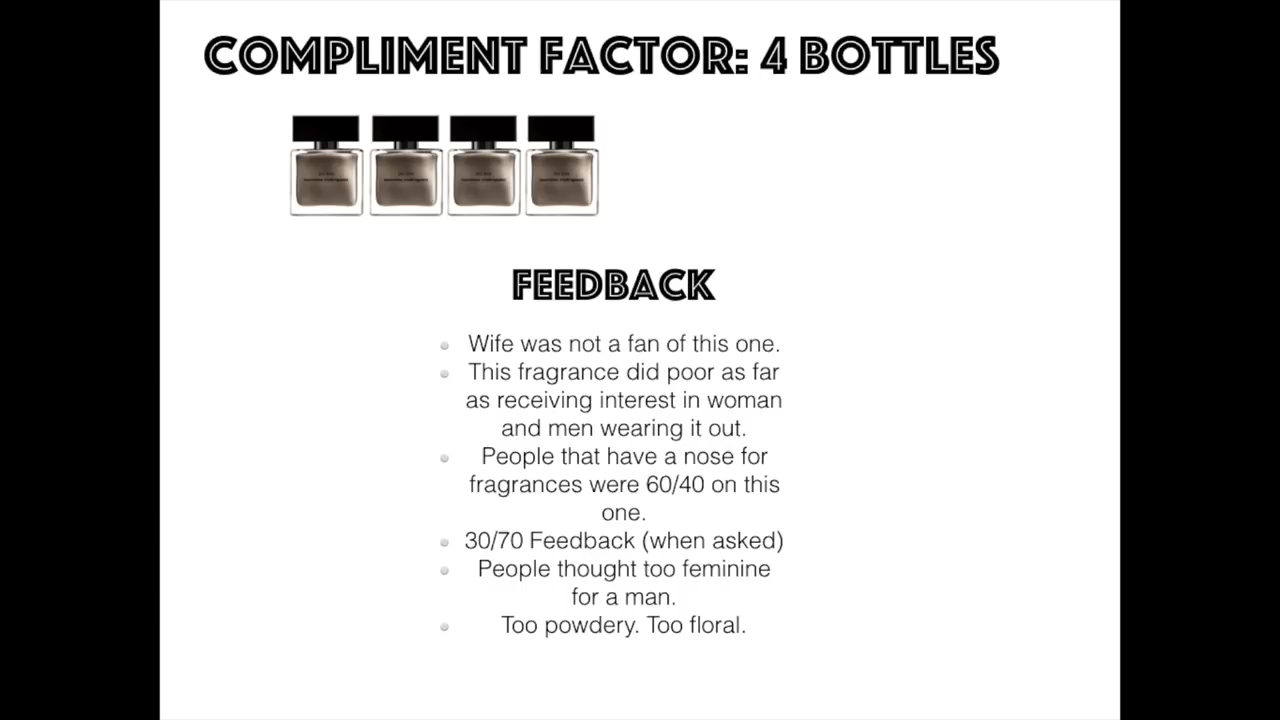 COMPLIMENT FACTOR: 4 BOTTLES
FEEDBACK
Wife was not a fan of this one.
This fragrance did poor as far
as receiving interest in woman
and men wearing it out.
People that have a nose for
fragrances were 60/40 on this
one.
30/70 Feedback (when asked)
People thought too feminine
for a man.
Too powdery. Too floral.